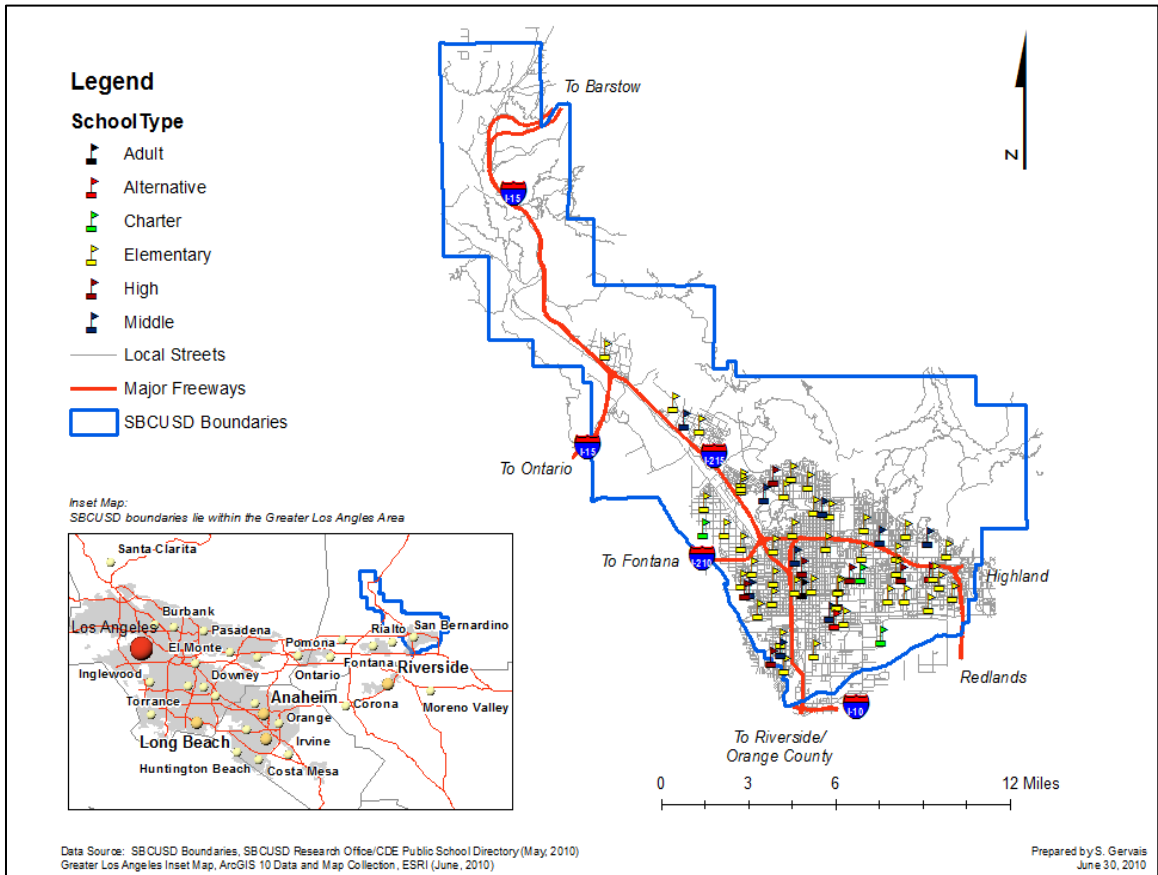 Legend
School Type
Adult
Alternative
Charter
Elementary
High
Middle
Local Streets
Major Freeways
SBCUSD Boundaries
To Barstow
N
I-15
I-15
To Ontario
I-215
To Fontana
I-210
Highland
Redlands
I-10
To Riverside/
Orange County
0 3 6 12 Miles
Inset Map:
SBCUSD boundaries lie within the Greater Los Angles Area
Santa Clarita
Burbank
Los Angeles
Pasadena
El Monte
Pomona
Rialto
San Bernardino
Fontana
Riverside
Inglewood
Downey
Ontario
Anaheim
Torrance
Orange
Corona
Moreno Valley
Long Beach
Irvine
Huntington Beach
Costa Mesa
Data Source: SBCUSD Boundaries, SBCUSD Research Office/CDE Public School Directory (May, 2010)
Greater Los Angeles Inset Map, ArcGIS 10 Data and Map Collection, ESRI (June, 2010)
Prepared by S. Gervais
June 30, 2010